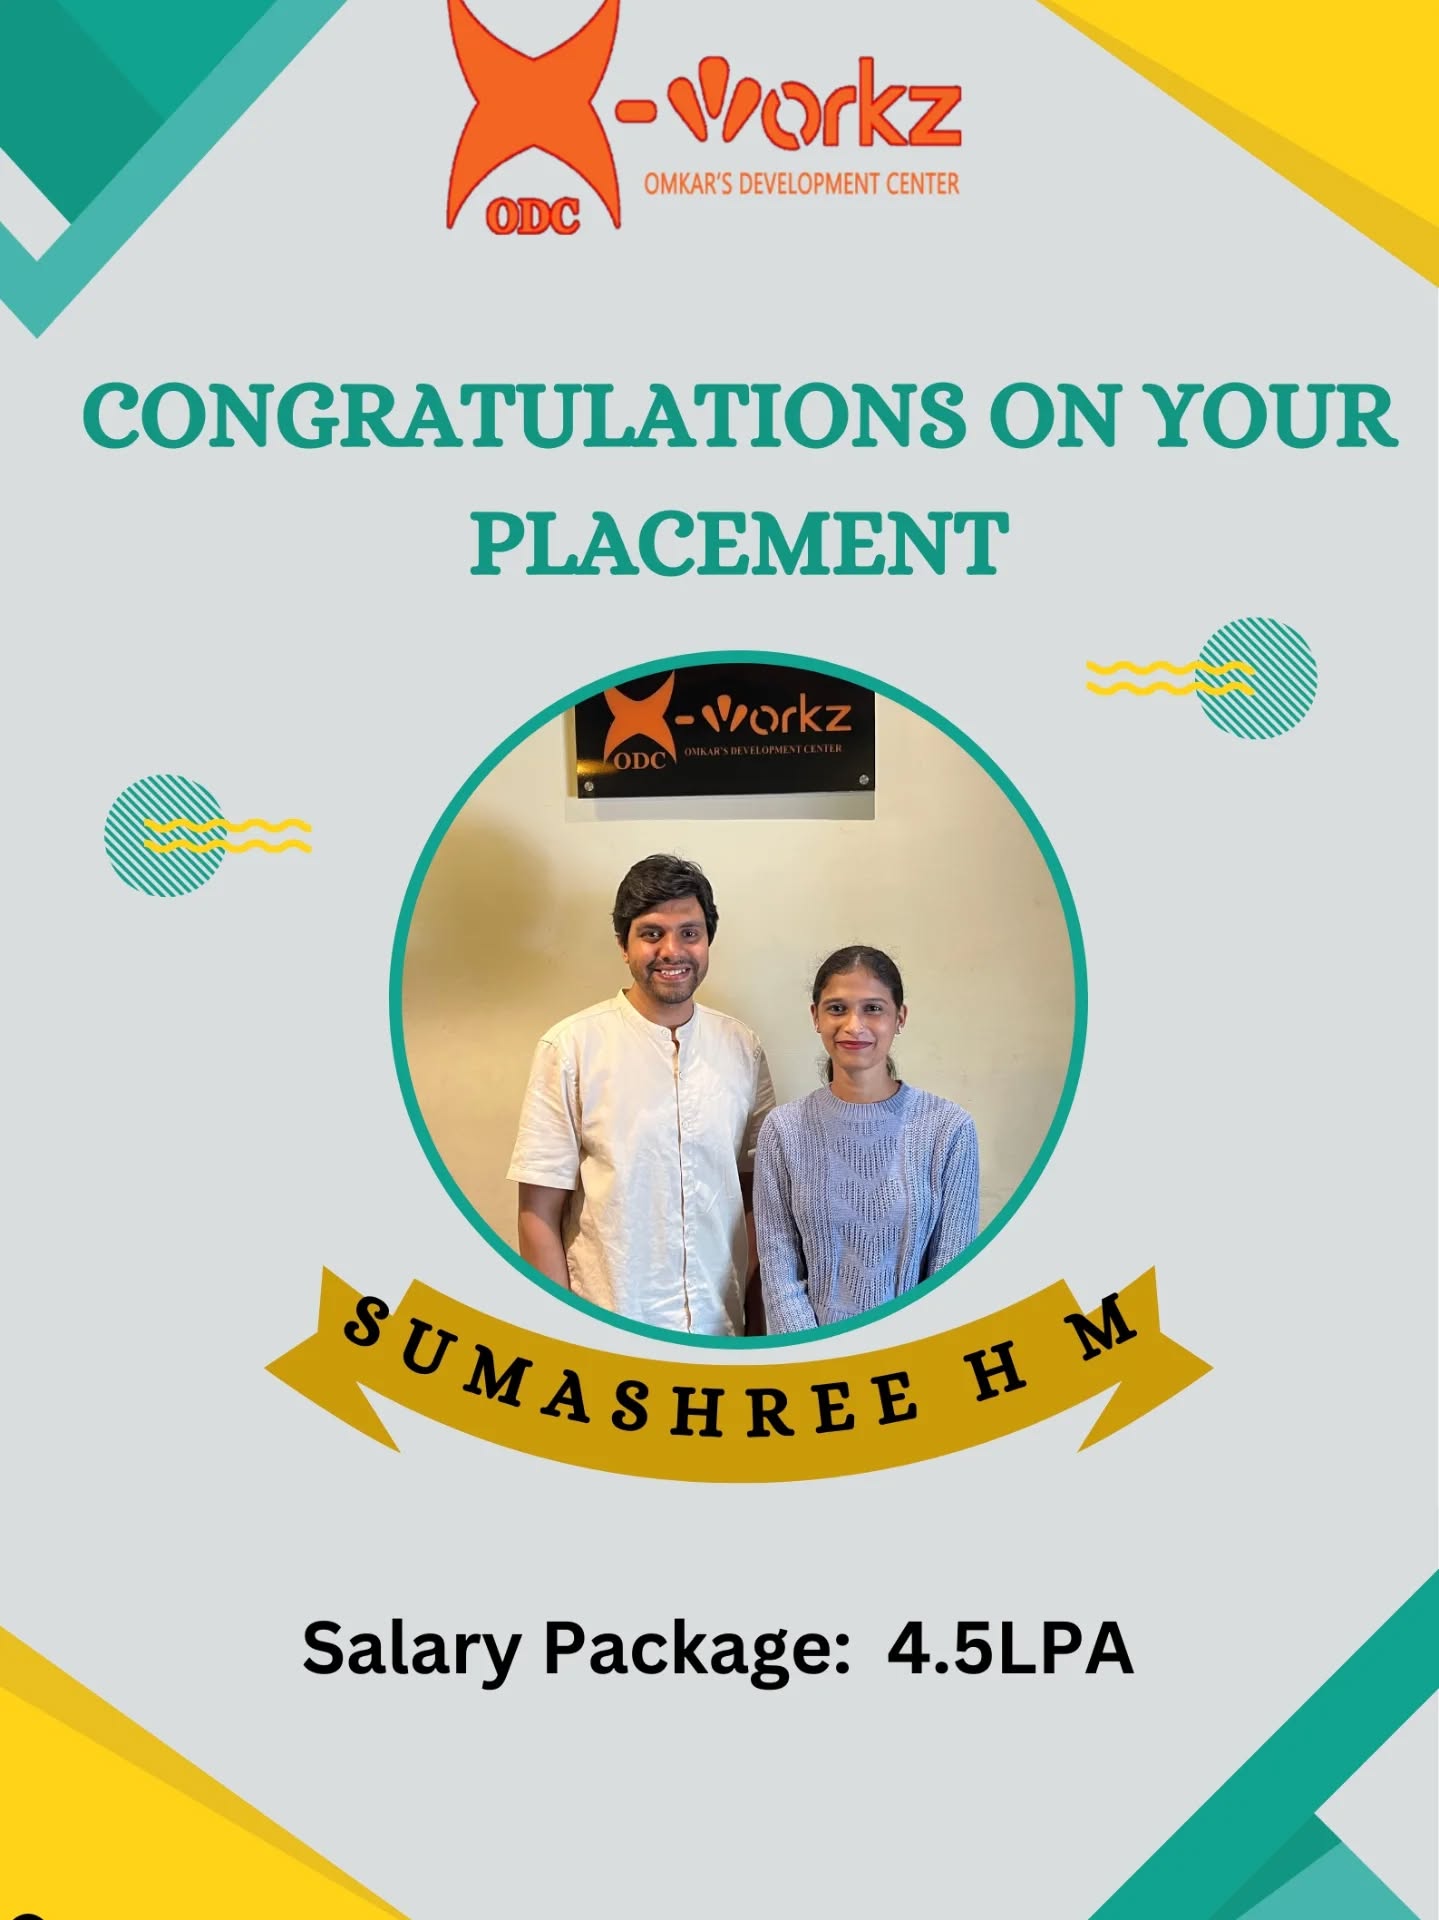 X-workz
OMKAR'S DEVELOPMENT CENTER
ODC
CONGRATULATIONS ON YOUR
PLACEMENT
X-workz
OMKAR'S DEVELOPMENT CENTER
ODC
SUMASHREE H M
Salary Package: 4.5LPA